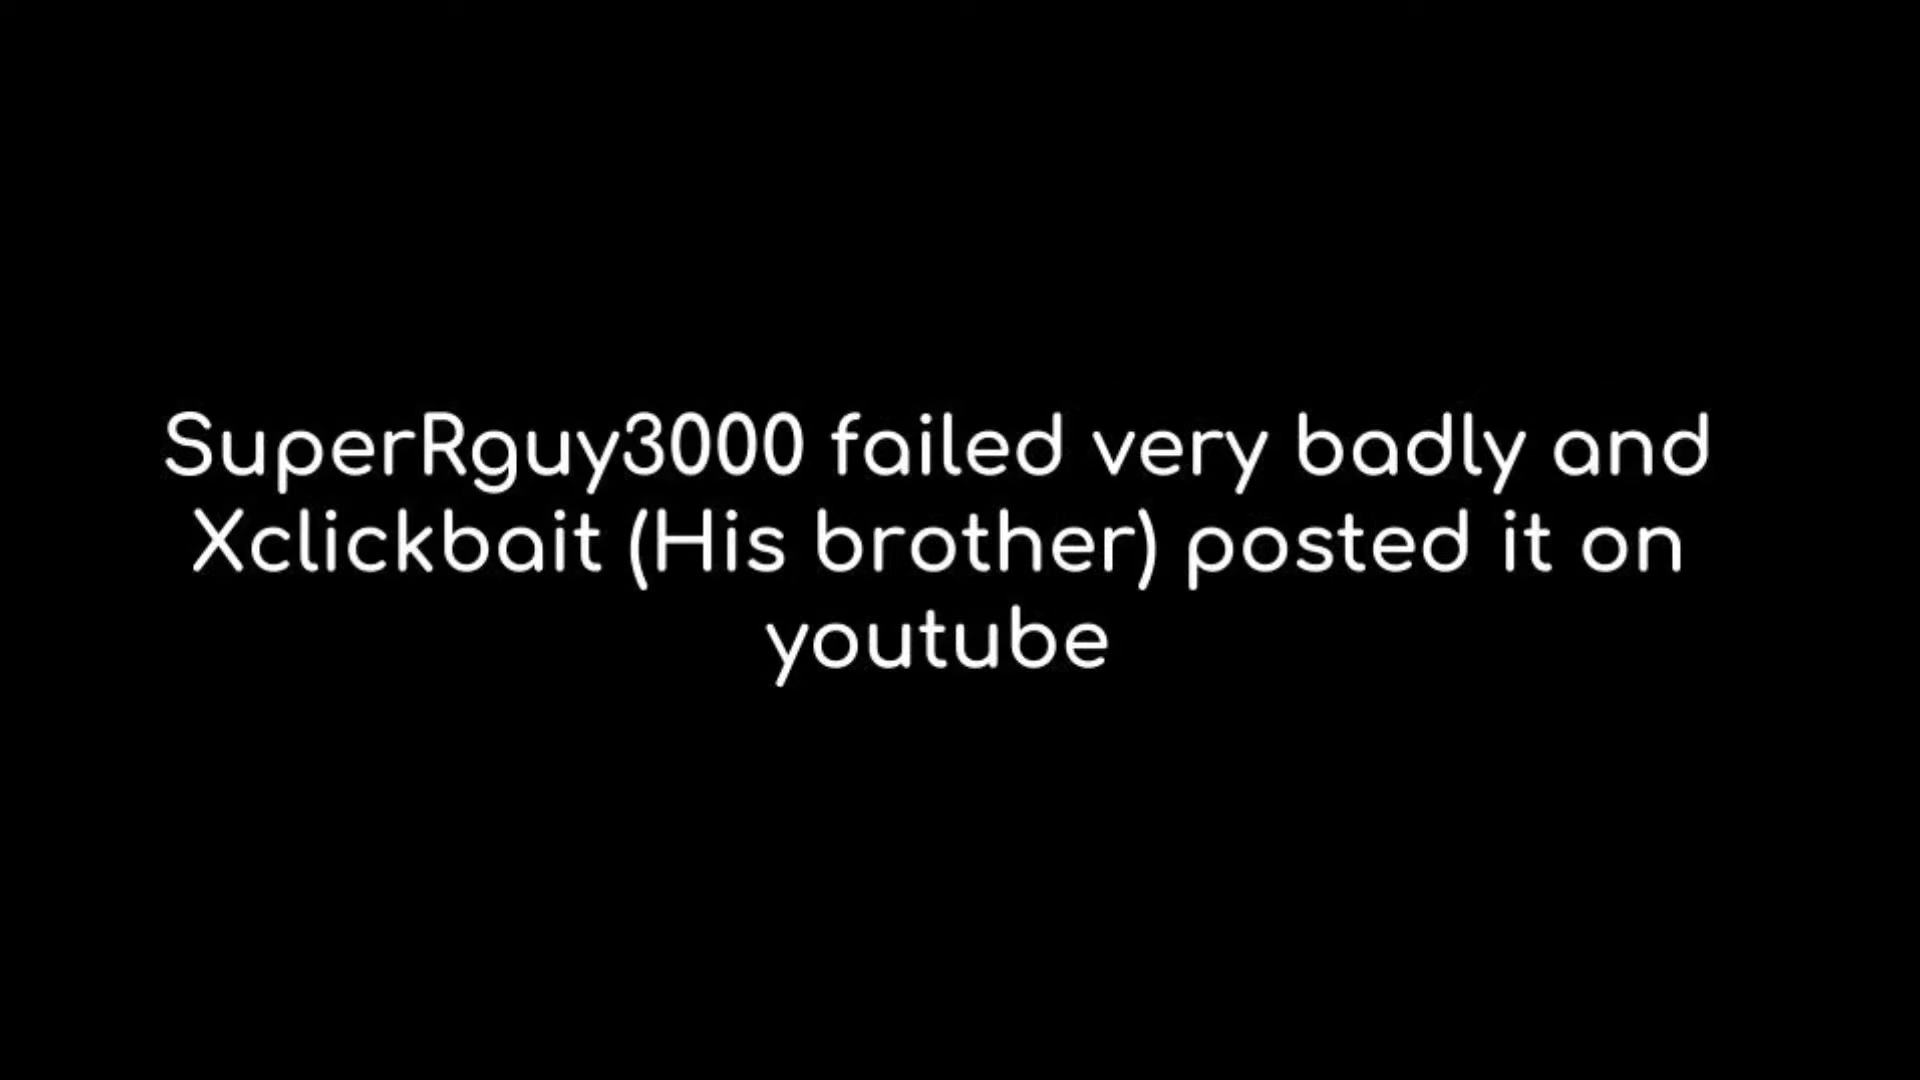 SuperRguy3000 failed very badly and
Xclickbait (His brother) posted it on
youtube